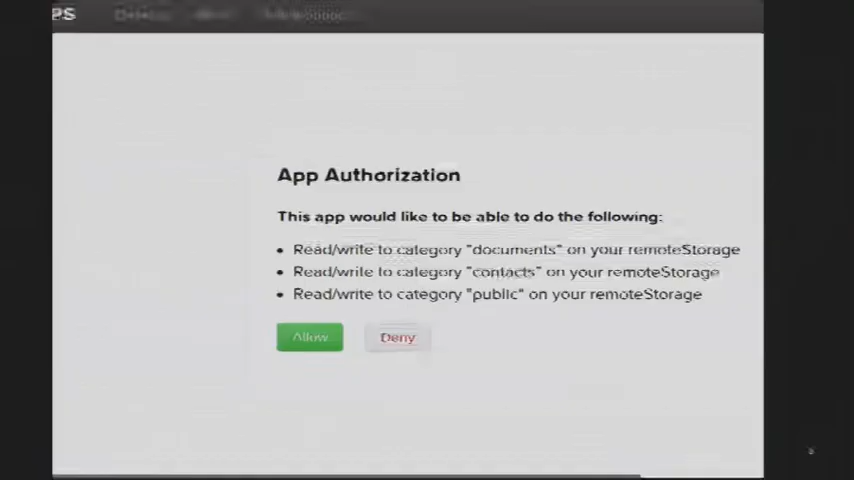 PS
App Authorization
This app would like to be able to do the following:
Read/write to category "documents" on your remoteStorage
Read/write to category "contacts" on your remoteStorage
Read/write to category "public" on your remoteStorage
Allow Deny